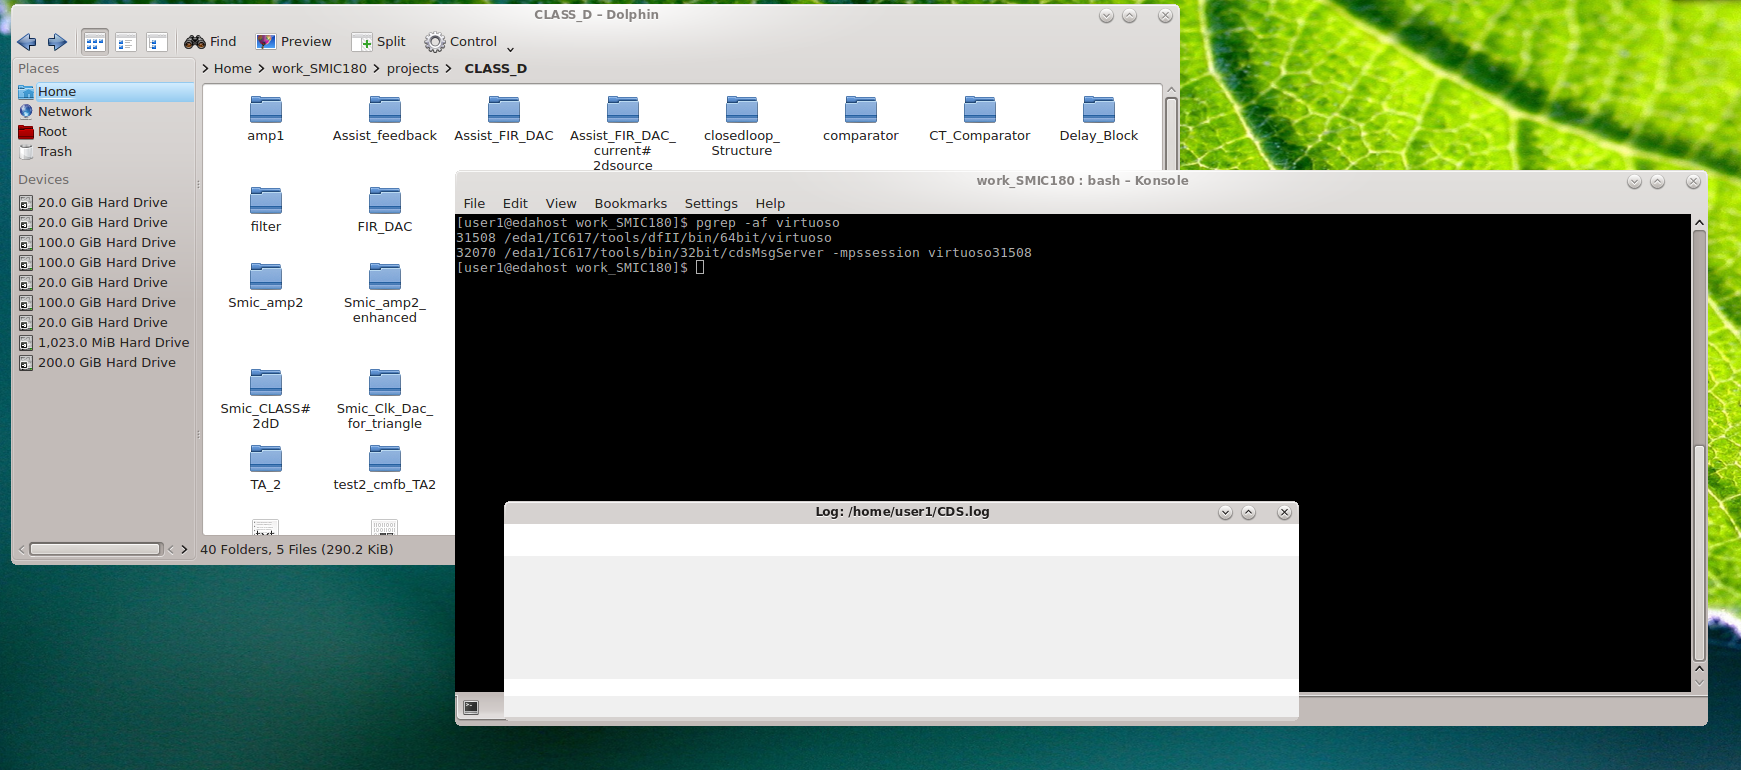 CLASS_D – Dolphin
Find Preview Split Control
Places
Home
Network
Root
Trash
Devices
20.0 GiB Hard Drive
20.0 GiB Hard Drive
100.0 GiB Hard Drive
100.0 GiB Hard Drive
20.0 GiB Hard Drive
100.0 GiB Hard Drive
20.0 GiB Hard Drive
1,023.0 MiB Hard Drive
200.0 GiB Hard Drive
> Home > work_SMIC180 > projects > CLASS_D
amp1
Assist_feedback
Assist_FIR_DAC
Assist_FIR_DAC_
current#
2dsource
closedloop_
Structure
comparator
CT_Comparator
Delay_Block
filter
FIR_DAC
Smic_amp2
Smic_amp2_
enhanced
Smic_CLASS#
2dD
Smic_Clk_Dac_
for_triangle
TA_2
test2_cmfb_TA2
40 Folders, 5 Files (290.2 KiB)
work_SMIC180 : bash – Konsole
File Edit View Bookmarks Settings Help
[user1@edahost work_SMIC180]$ pgrep -af virtuoso
31508 /eda1/IC617/tools/dfII/bin/64bit/virtuoso
32070 /eda1/IC617/tools/bin/32bit/cdsMsgServer -mpssession virtuoso31508
[user1@edahost work_SMIC180]$
Log: /home/user1/CDS.log